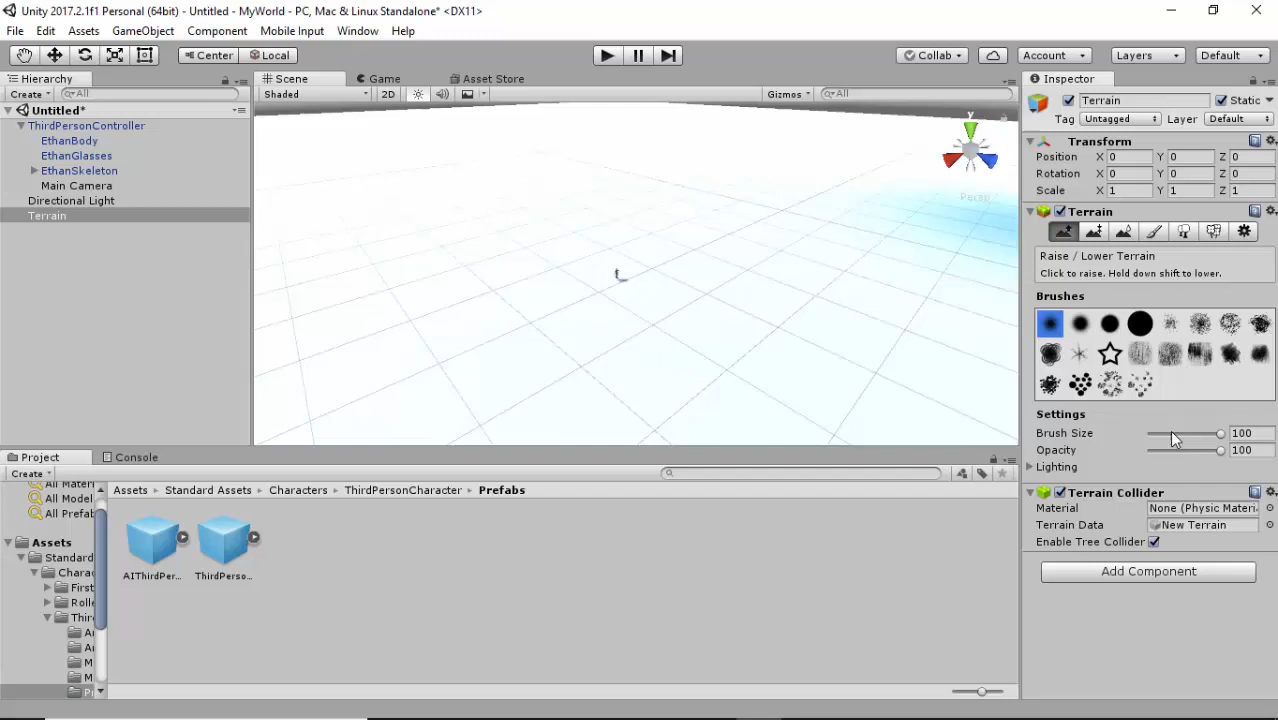 Unity 2017.2.1f1 Personal (64bit) - Untitled - MyWorld - PC, Mac & Linux Standalone* <DX11>
File Edit Assets GameObject Component Mobile Input Window Help
Center Local Collab Account Layers Default
Hierarchy
Create All
Untitled*
ThirdPersonController
EthanBody
EthanGlasses
EthanSkeleton
Main Camera
Directional Light
Terrain
Scene Game Asset Store
Shaded 2D Gizmos All
y
Persp
Inspector
Terrain Static
Tag Untagged Layer Default
Transform
Position X 0 Y 0 Z 0
Rotation X 0 Y 0 Z 0
Scale X 1 Y 1 Z 1
Terrain
Raise / Lower Terrain
Click to raise. Hold down shift to lower.
Brushes
Settings
Brush Size 100
Opacity 100
Lighting
Terrain Collider
Material None (Physic Materi
Terrain Data New Terrain
Enable Tree Collider
Add Component
Project Console
Create
All Materi
All Model
All Prefab
Assets
Standard
Charac
First
Rolle
Third
A
A
M
M
Pr
Assets Standard Assets Characters ThirdPersonCharacter Prefabs
AIThirdPer... ThirdPerso...